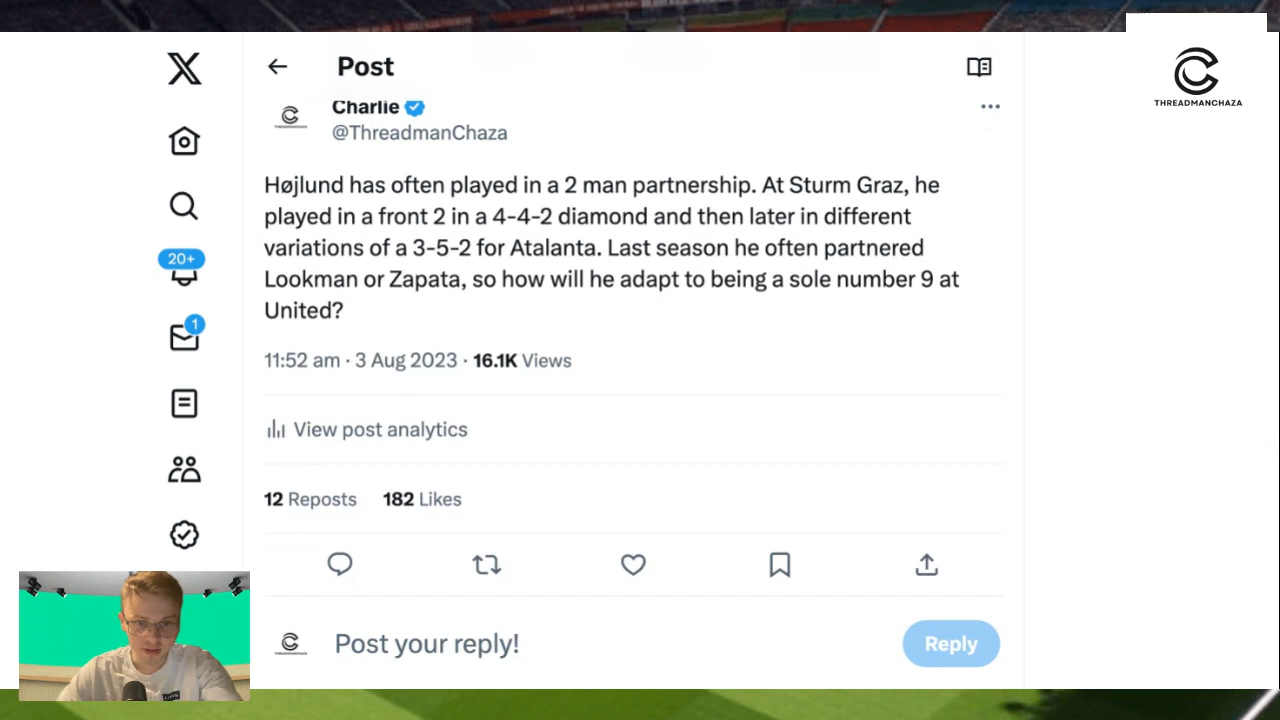 Post
THREADMANCHAZA
Charlie
@ThreadmanChaza
Højlund has often played in a 2 man partnership. At Sturm Graz, he
played in a front 2 in a 4-4-2 diamond and then later in different
variations of a 3-5-2 for Atalanta. Last season he often partnered
Lookman or Zapata, so how will he adapt to being a sole number 9 at
United?
20+
1
11:52 am · 3 Aug 2023 · 16.1K Views
View post analytics
12 Reposts 182 Likes
Post your reply!
Reply